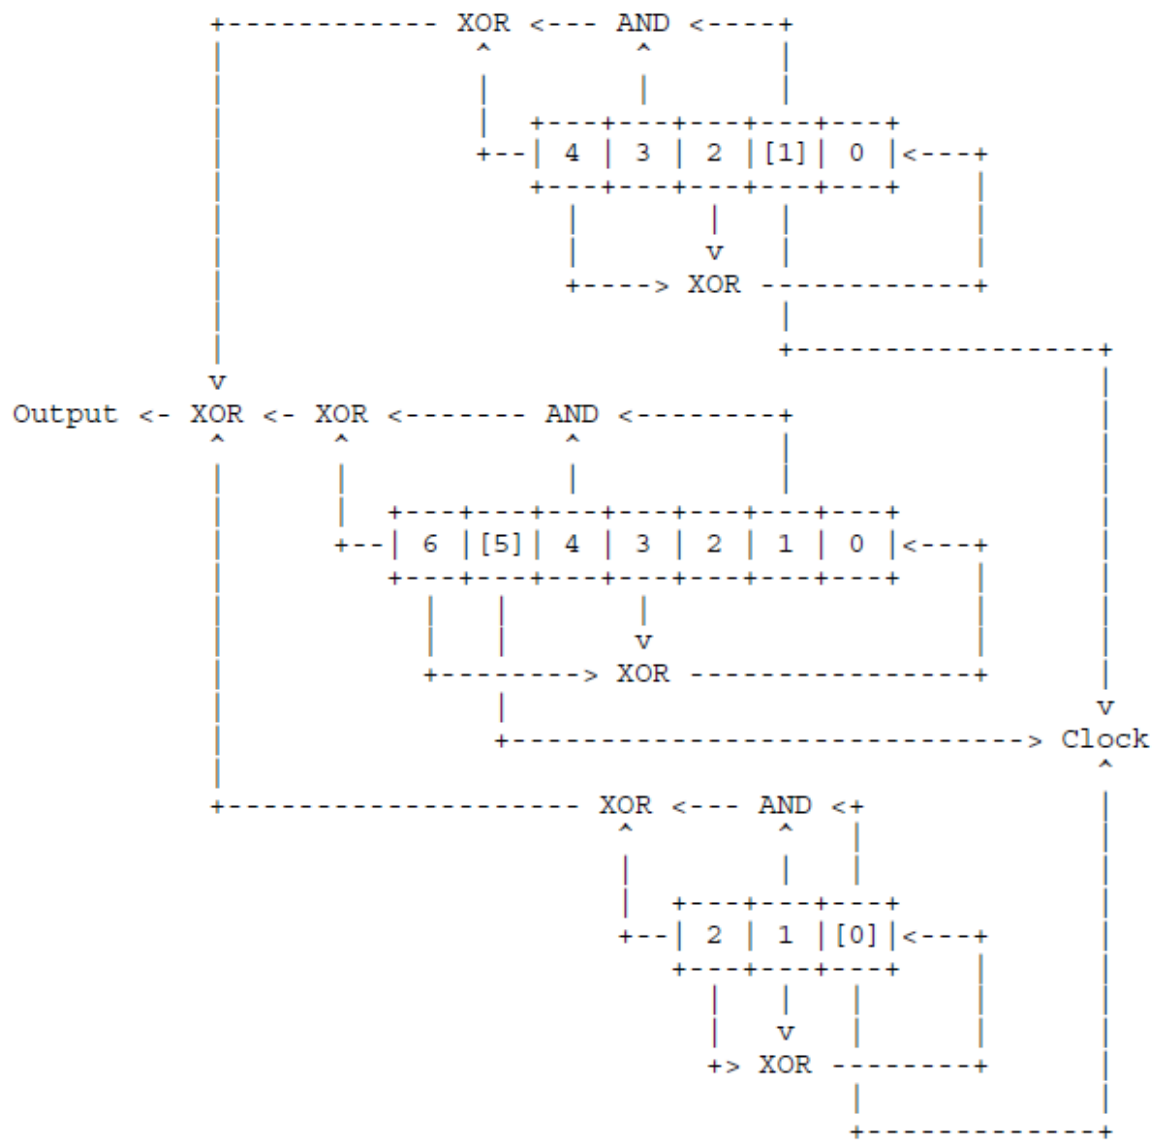 XOR <--- AND <----+
4 | 3 | 2 |[1]| 0
XOR
Output <- XOR <- XOR <------- AND <--------+
6 |[5]| 4 | 3 | 2 | 1 | 0
XOR
Clock
XOR <--- AND <+
2 | 1 |[0]
XOR